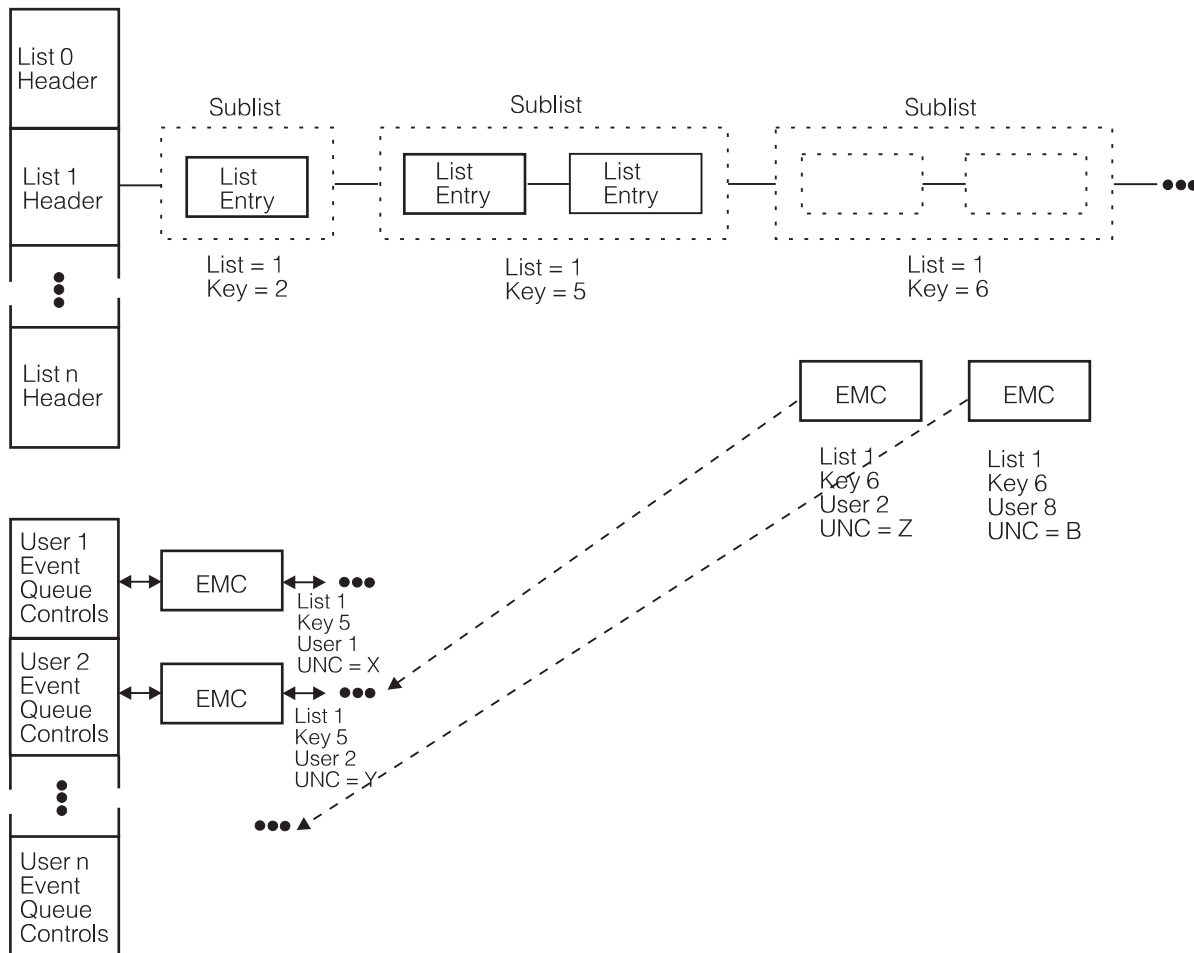 List 0
Header
List 1
Header
List n
Header
Sublist
List
Entry
List = 1
Key = 2
Sublist
List
Entry
List
Entry
List = 1
Key = 5
Sublist
List = 1
Key = 6
EMC
List 1
Key 6
User 2
UNC = Z
EMC
List 1
Key 6
User 8
UNC = B
User 1
Event
Queue
Controls
EMC
List 1
Key 5
User 1
UNC = X
User 2
Event
Queue
Controls
EMC
List 1
Key 5
User 2
UNC = Y
User n
Event
Queue
Controls